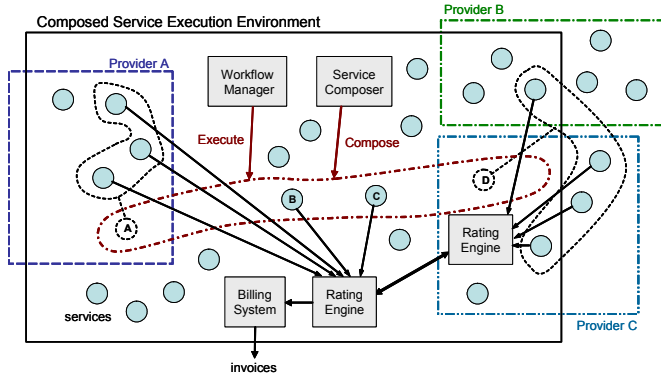 Provider B
Composed Service Execution Environment
Provider A
Workflow
Manager
Service
Composer
Execute
Compose
D
B
C
A
Rating
Engine
Billing
System
Rating
Engine
services
Provider C
invoices